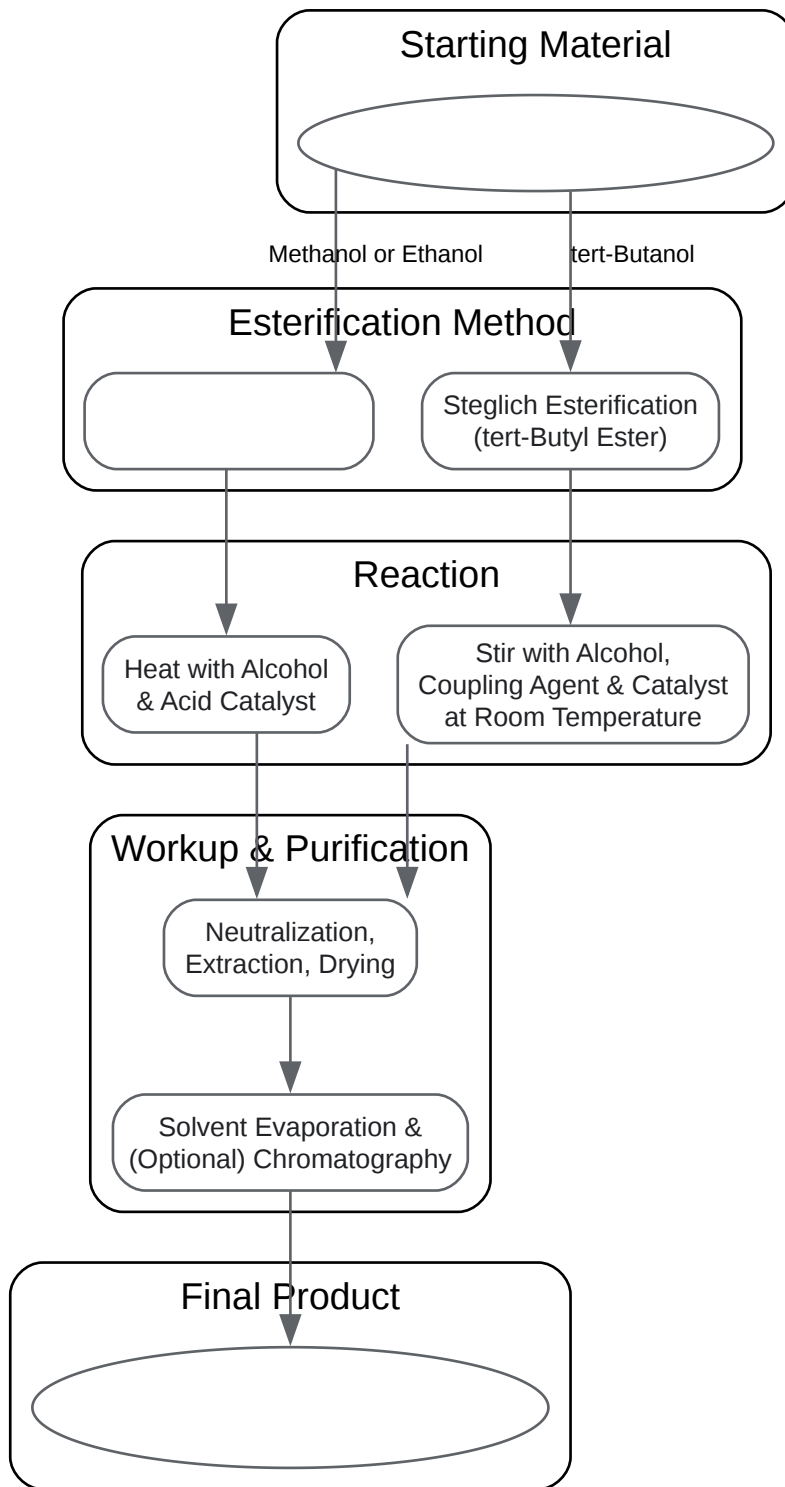 Starting Material
Methanol or Ethanol
tert-Butanol
Esterification Method
Steglich Esterification
(tert-Butyl Ester)
Reaction
Heat with Alcohol
& Acid Catalyst
Stir with Alcohol,
Coupling Agent & Catalyst
at Room Temperature
Workup & Purification
Neutralization,
Extraction, Drying
Solvent Evaporation &
(Optional) Chromatography
Final Product